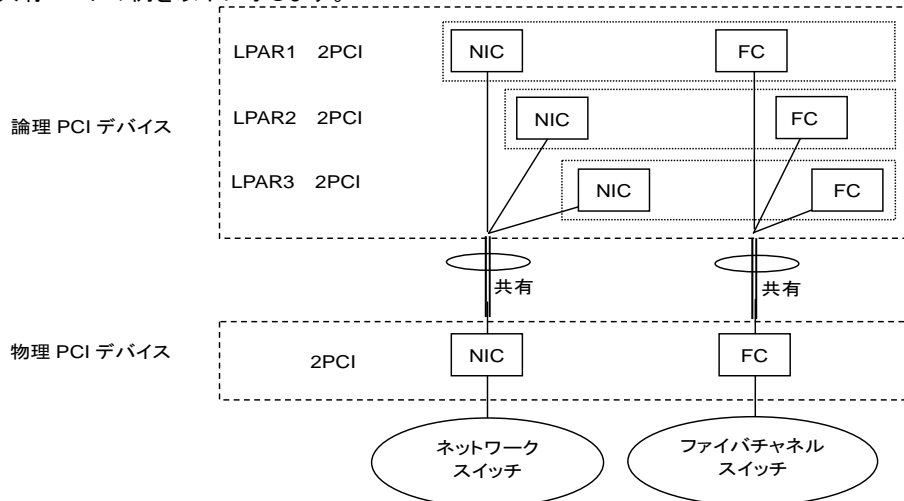 LPAR1 2PCI NIC FC
LPAR2 2PCI NIC FC
論理 PCI デバイス
LPAR3 2PCI NIC FC
共有 共有
物理 PCI デバイス 2PCI NIC FC
ネットワーク
スイッチ
ファイバチャネル
スイッチ